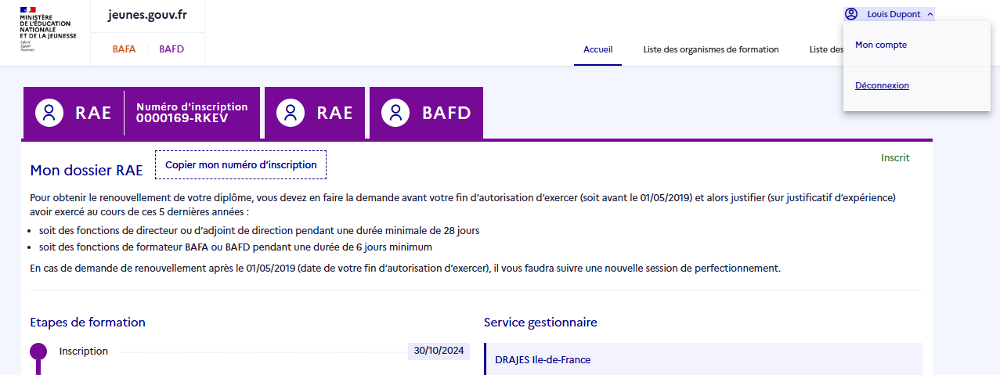 MINISTÈRE
DE L'ÉDUCATION
NATIONALE
ET DE LA JEUNESSE
Liberté
Égalité
Fraternité
jeunes.gouv.fr
BAFA
BAFD
Louis Dupont
Accueil
Liste des organismes de formation
Liste des
Mon compte
Déconnexion
RAE
Numéro d'inscription
0000169-RKEV
RAE
BAFD
Mon dossier RAE
Copier mon numéro d'inscription
Inscrit
Pour obtenir le renouvellement de votre diplôme, vous devez en faire la demande avant votre fin d'autorisation d'exercer (soit avant le 01/05/2019) et alors justifier (sur justificatif d'expérience)
avoir exercé au cours de ces 5 dernières années :
• soit des fonctions de directeur ou d'adjoint de direction pendant une durée minimale de 28 jours
• soit des fonctions de formateur BAFA ou BAFD pendant une durée de 6 jours minimum
En cas de demande de renouvellement après le 01/05/2019 (date de votre fin d'autorisation d'exercer), il vous faudra suivre une nouvelle session de perfectionnement.
Etapes de formation
Inscription
30/10/2024
Service gestionnaire
DRAJES Ile-de-France